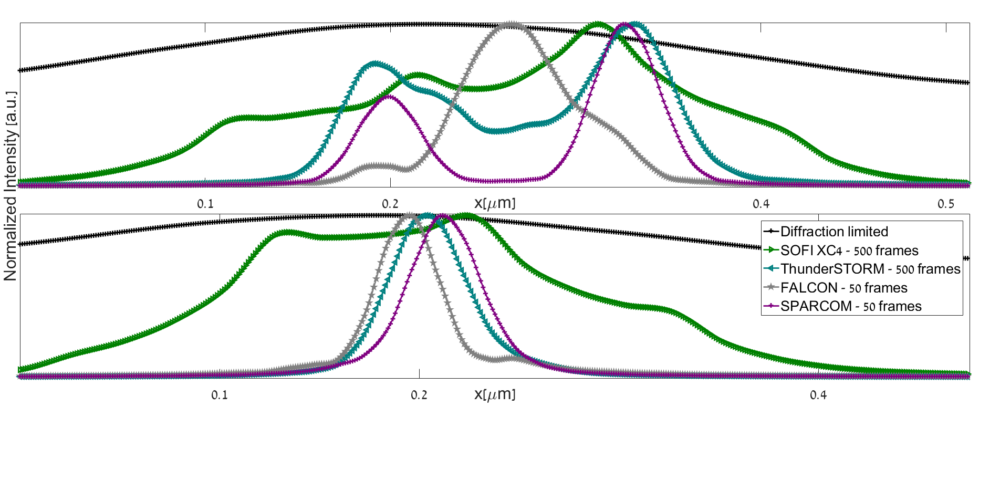 Normalized Intensity [a.u.]
0.1
0.2
x[μm]
0.4
0.5
Diffraction limited
SOFI XC4 - 500 frames
ThunderSTORM - 500 frames
FALCON - 50 frames
SPARCOM - 50 frames
0.1
0.2
x[μm]
0.4